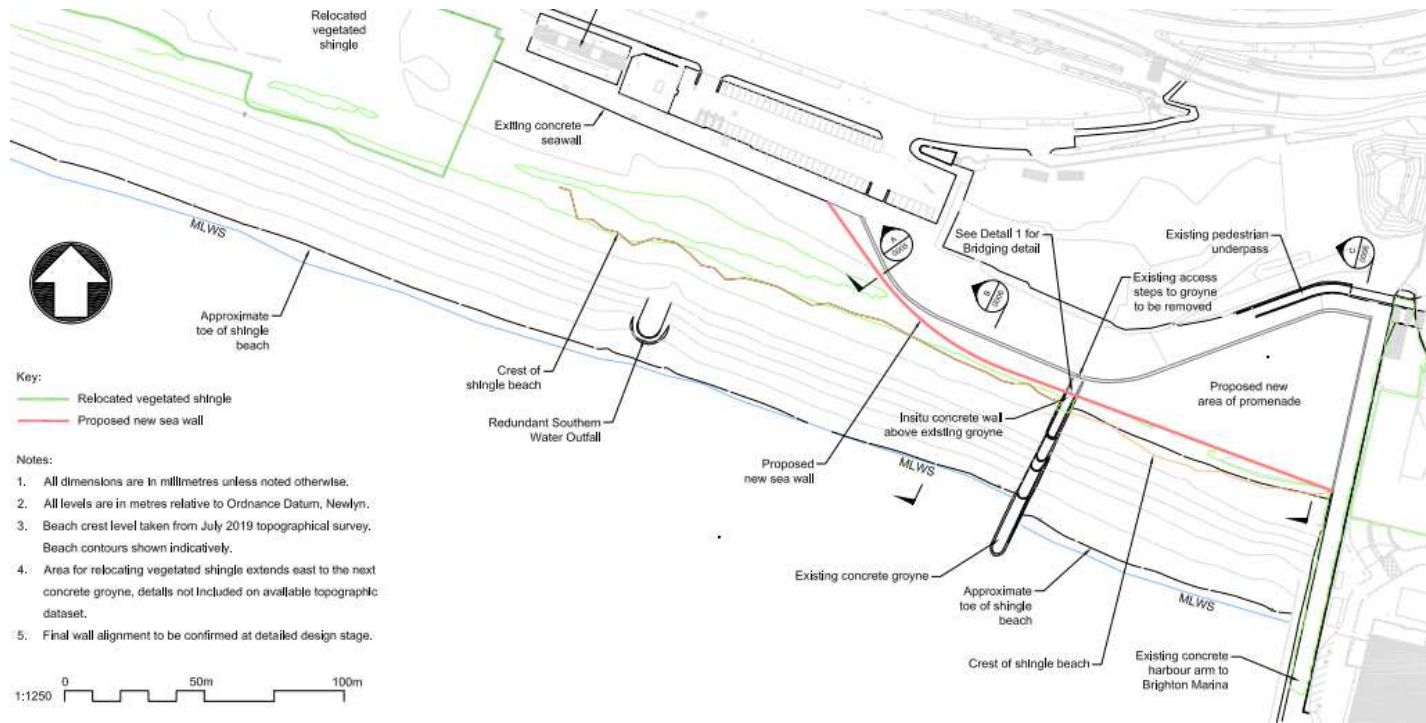 Relocated
vegetated
shingle
Exiting concrete
seawall
MLWS
Approximate
toe of shingle
beach
Crest of
shingle beach
Redundant Southern
Water Outfall
See Detail 1 for
Bridging detail
Existing pedestrian
underpass
Existing access
steps to groyne
to be removed
A
0005
B
0006
C
0006
Proposed new
area of promenade
Insitu concrete wall
above existing groyne
Proposed
new sea wall
MLWS
Existing concrete groyne
Approximate
toe of shingle
beach
MLWS
Crest of shingle beach
Existing concrete
harbour arm to
Brighton Marina
Key:
Relocated vegetated shingle
Proposed new sea wall
Notes:
1. All dimensions are in millimetres unless noted otherwise.
2. All levels are in metres relative to Ordnance Datum, Newlyn.
3. Beach crest level taken from July 2019 topographical survey.
Beach contours shown indicatively.
4. Area for relocating vegetated shingle extends east to the next
concrete groyne, details not included on available topographic
dataset.
5. Final wall alignment to be confirmed at detailed design stage.
0 50m 100m
1:1250